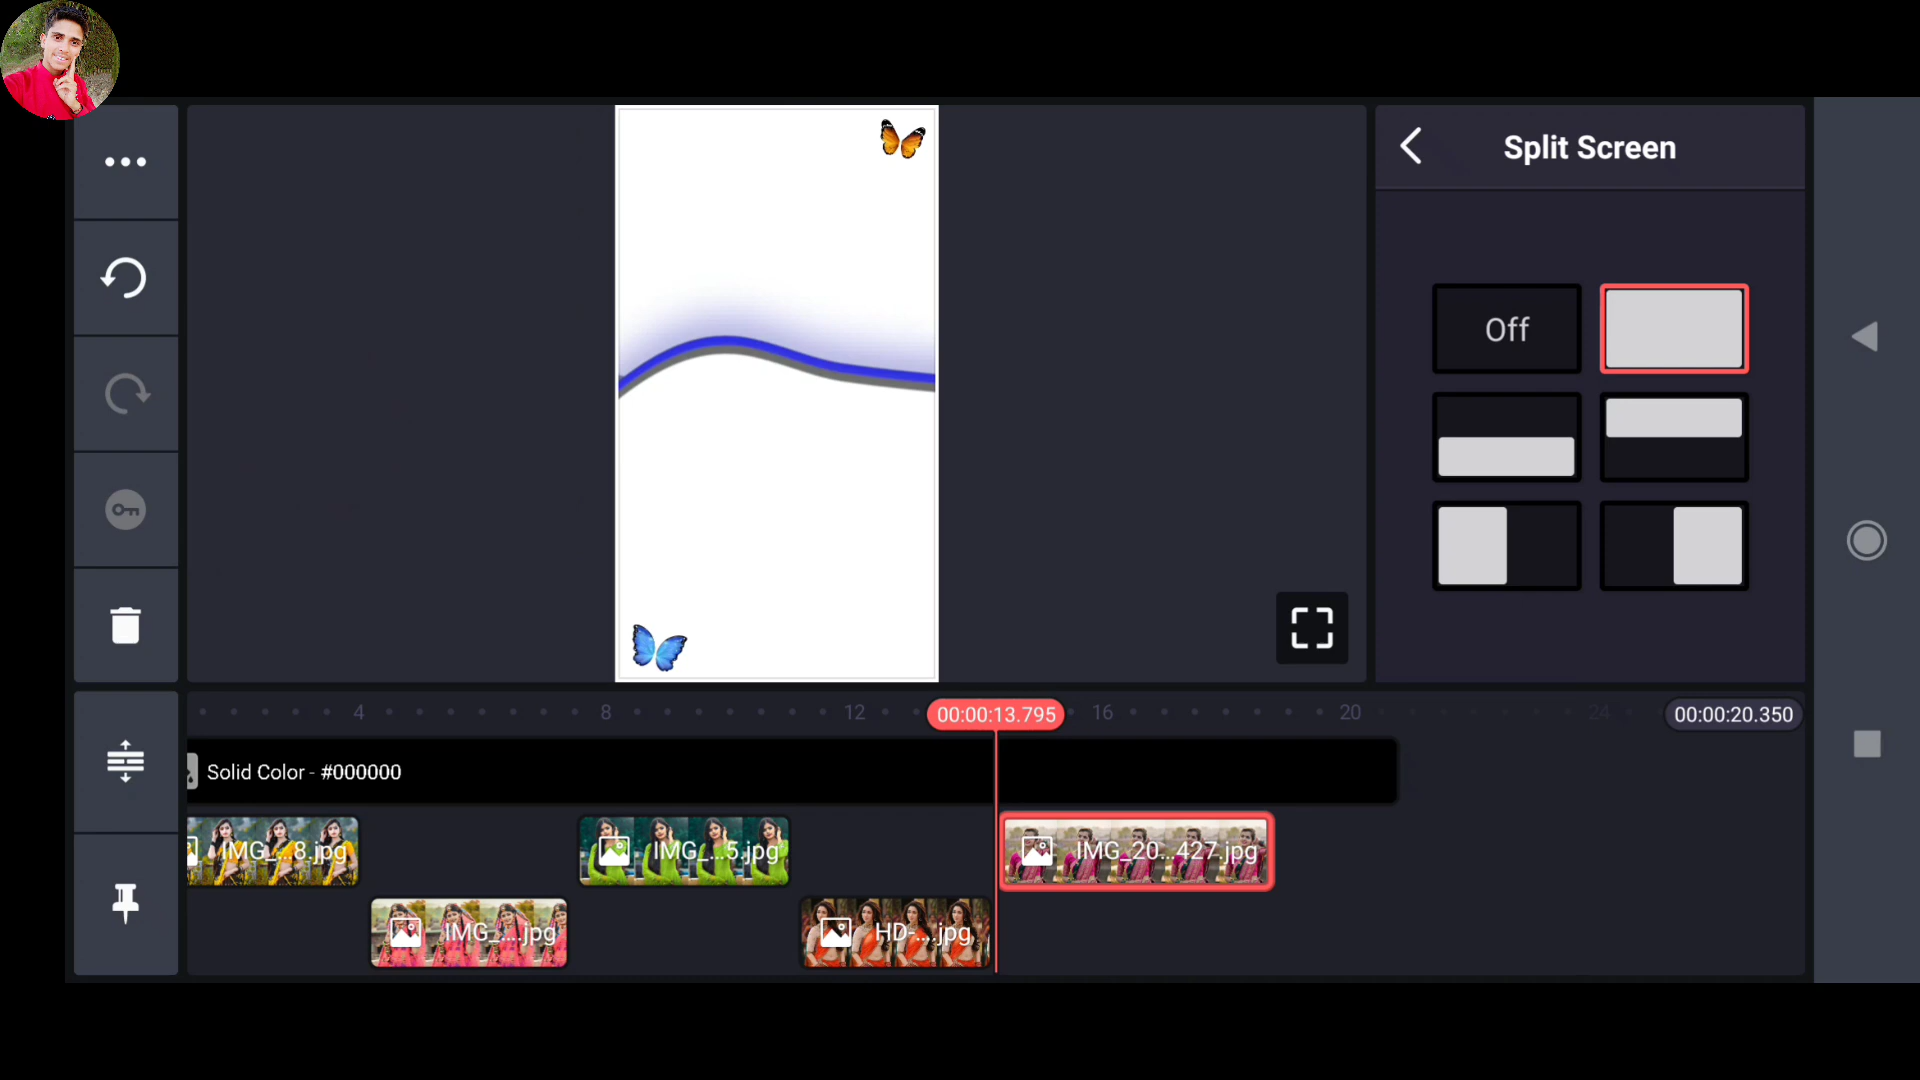 Split Screen
Off
4
8
12
00:00:13.795
16
20
24
00:00:20.350
Solid Color - #000000
IMG_...8.jpg
IMG_...5.jpg
IMG_20...427.jpg
IMG_....jpg
HD-....jpg